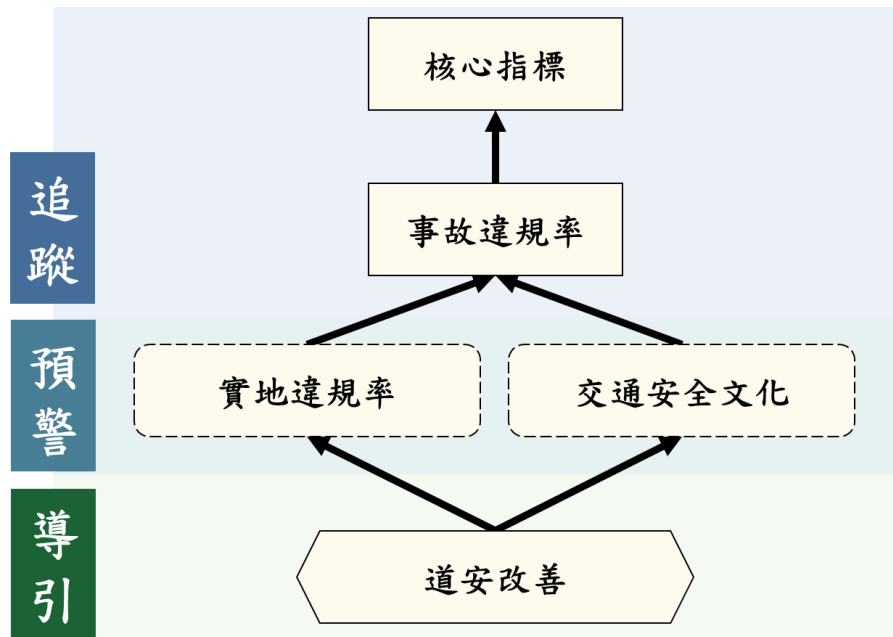 核心指標
追蹤
事故違規率
預警
實地違規率
交通安全文化
導引
道安改善